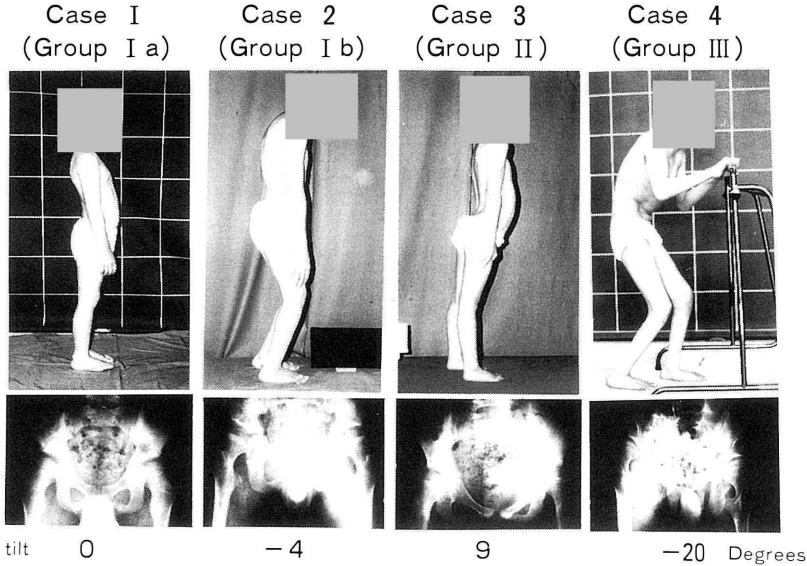 Case I Case 2 Case 3 Case 4
(Group I a) (Group I b) (Group II) (Group III)
tilt 0 −4 9 −20 Degrees